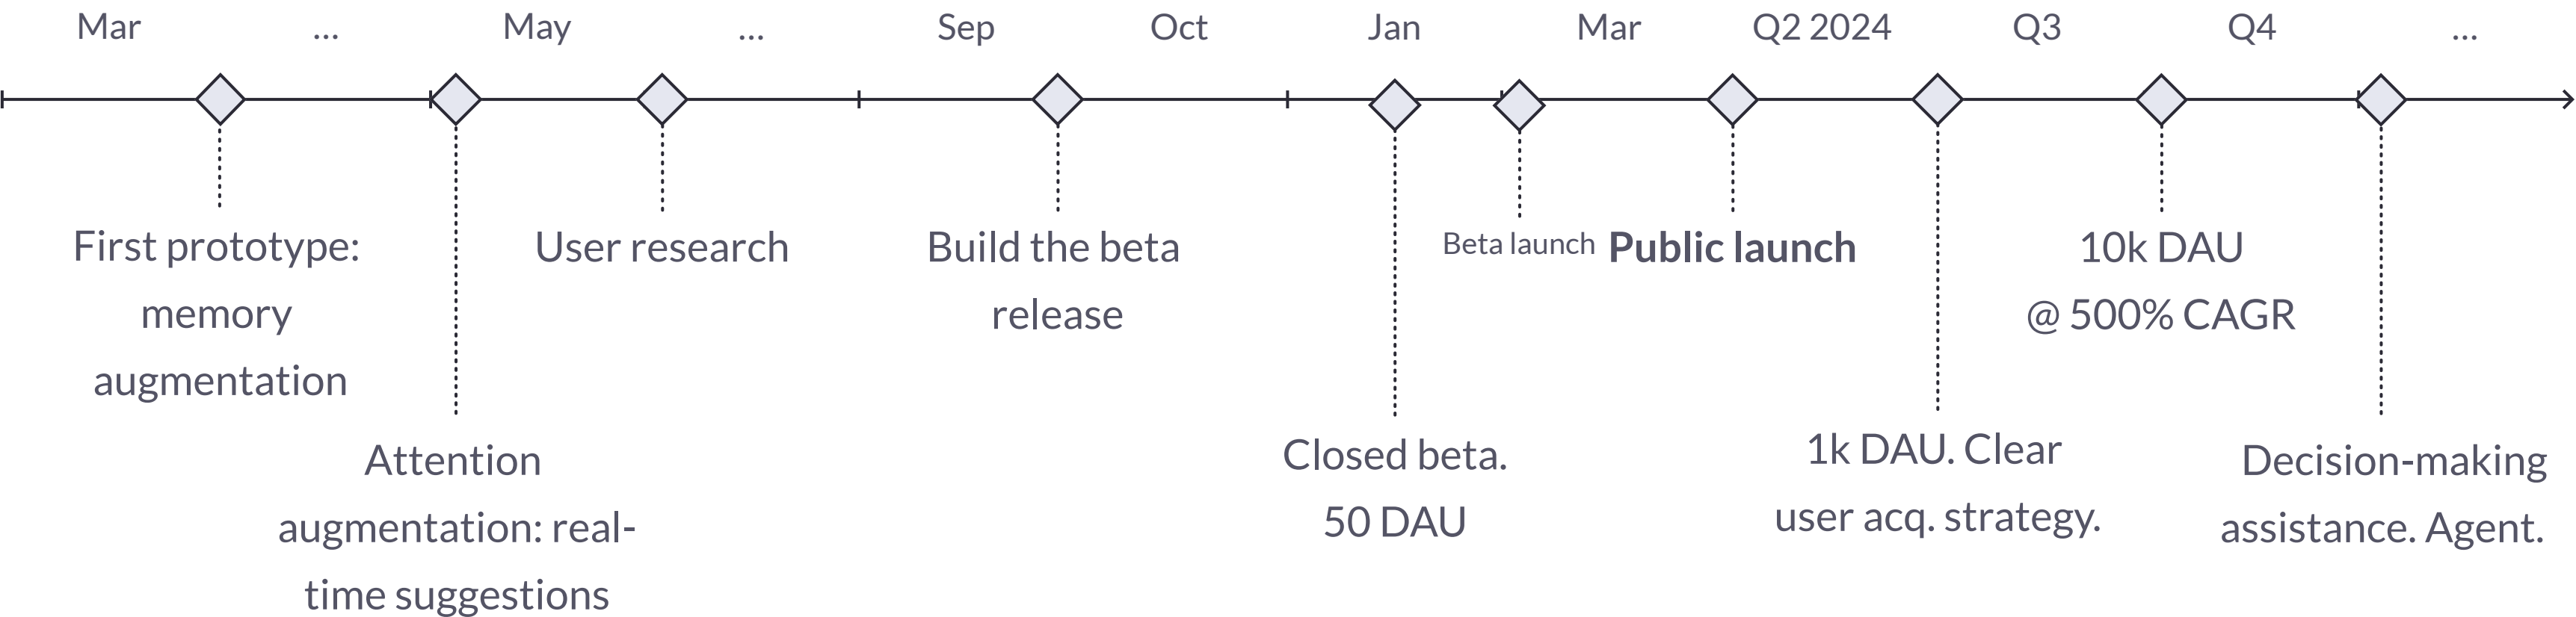 Mar ... May ... Sep Oct Jan Mar Q2 2024 Q3 Q4 ...
First prototype:
memory
augmentation
Attention
augmentation: real-
time suggestions
User research
Build the beta
release
Closed beta.
50 DAU
Beta launch
Public launch
1k DAU. Clear
user acq. strategy.
10k DAU
@ 500% CAGR
Decision-making
assistance. Agent.